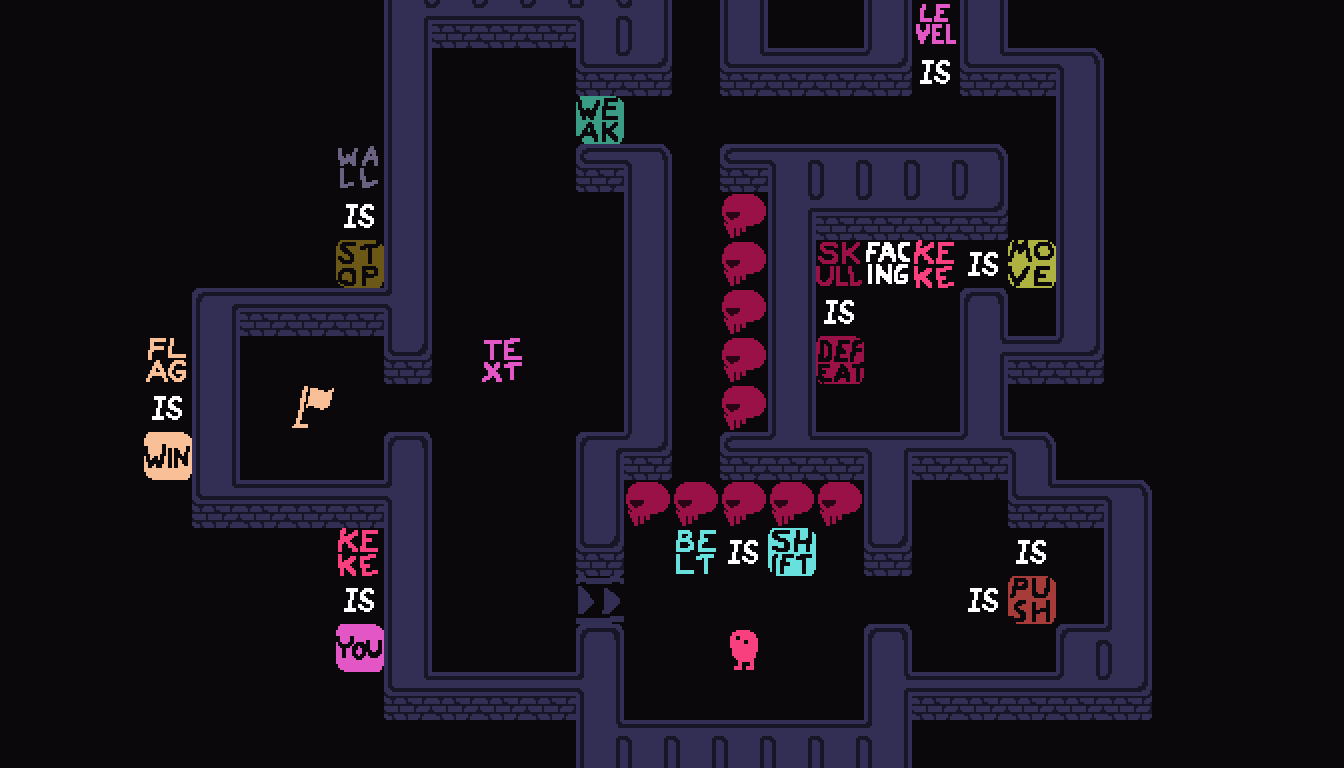 LEVEL
IS
WEAK
WALL
IS
STOP
SKULL FACING KEKE IS MOVE
IS
DEFEAT
TEXT
FLAG
IS
WIN
KEKE
IS
YOU
BELT IS SHIFT
IS
IS PUSH